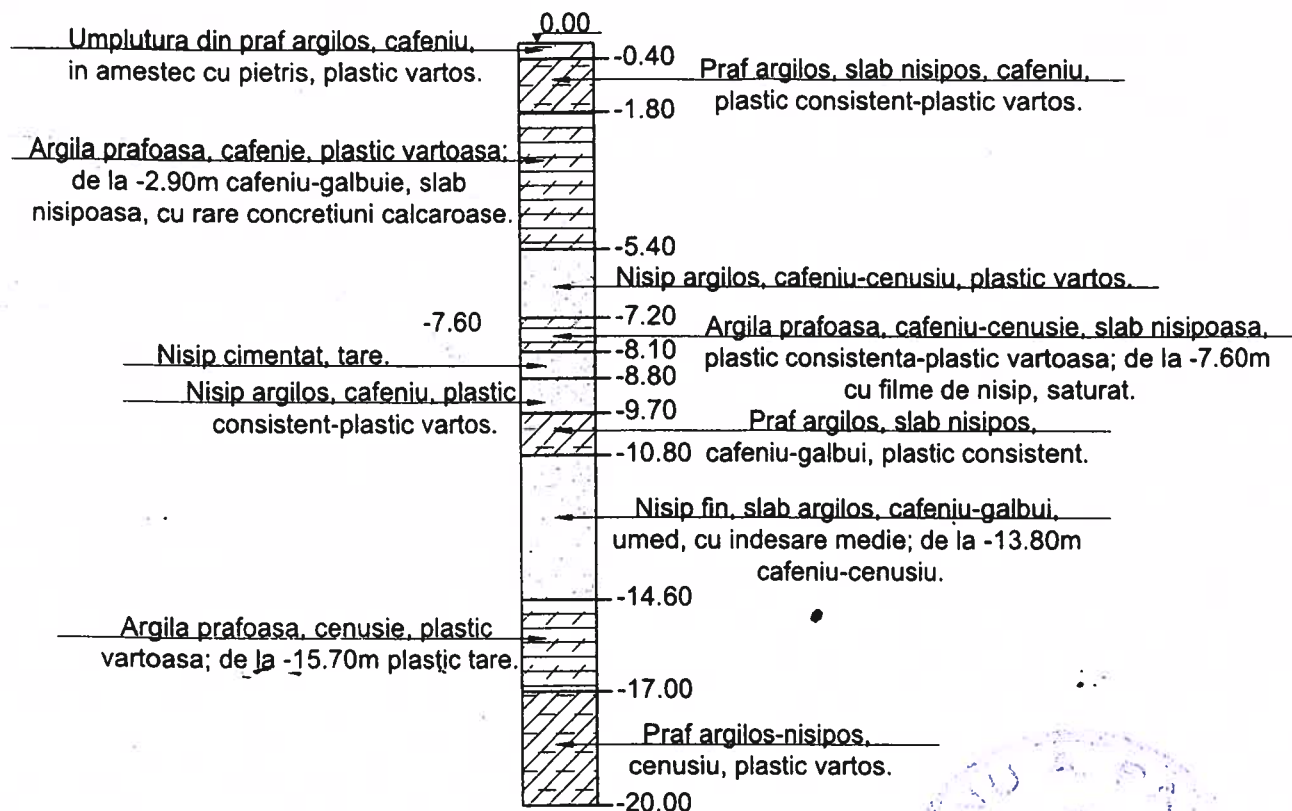 0.00
Umplutura din praf argilos, cafeniu,
in amestec cu pietris, plastic vartos.
-0.40
Praf argilos, slab nisipos, cafeniu,
plastic consistent-plastic vartos.
-1.80
Argila prafoasa, cafenie, plastic vartoasa;
de la -2.90m cafeniu-galbuie, slab
nisipoasa, cu rare concretiuni calcaroase.
-5.40
Nisip argilos, cafeniu-cenusiu, plastic vartos.
-7.20
-7.60
Argila prafoasa, cafeniu-cenusie, slab nisipoasa,
plastic consistenta-plastic vartoasa; de la -7.60m
cu filme de nisip, saturat.
-8.10
Nisip cimentat, tare.
-8.80
Nisip argilos, cafeniu, plastic
consistent-plastic vartos.
-9.70
Praf argilos, slab nisipos,
cafeniu-galbui, plastic consistent.
-10.80
Nisip fin, slab argilos, cafeniu-galbui,
umed, cu indesare medie; de la -13.80m
cafeniu-cenusiu.
-14.60
Argila prafoasa, cenusie, plastic
vartoasa; de la -15.70m plastic tare.
-17.00
Praf argilos-nisipos,
cenusiu, plastic vartos.
-20.00